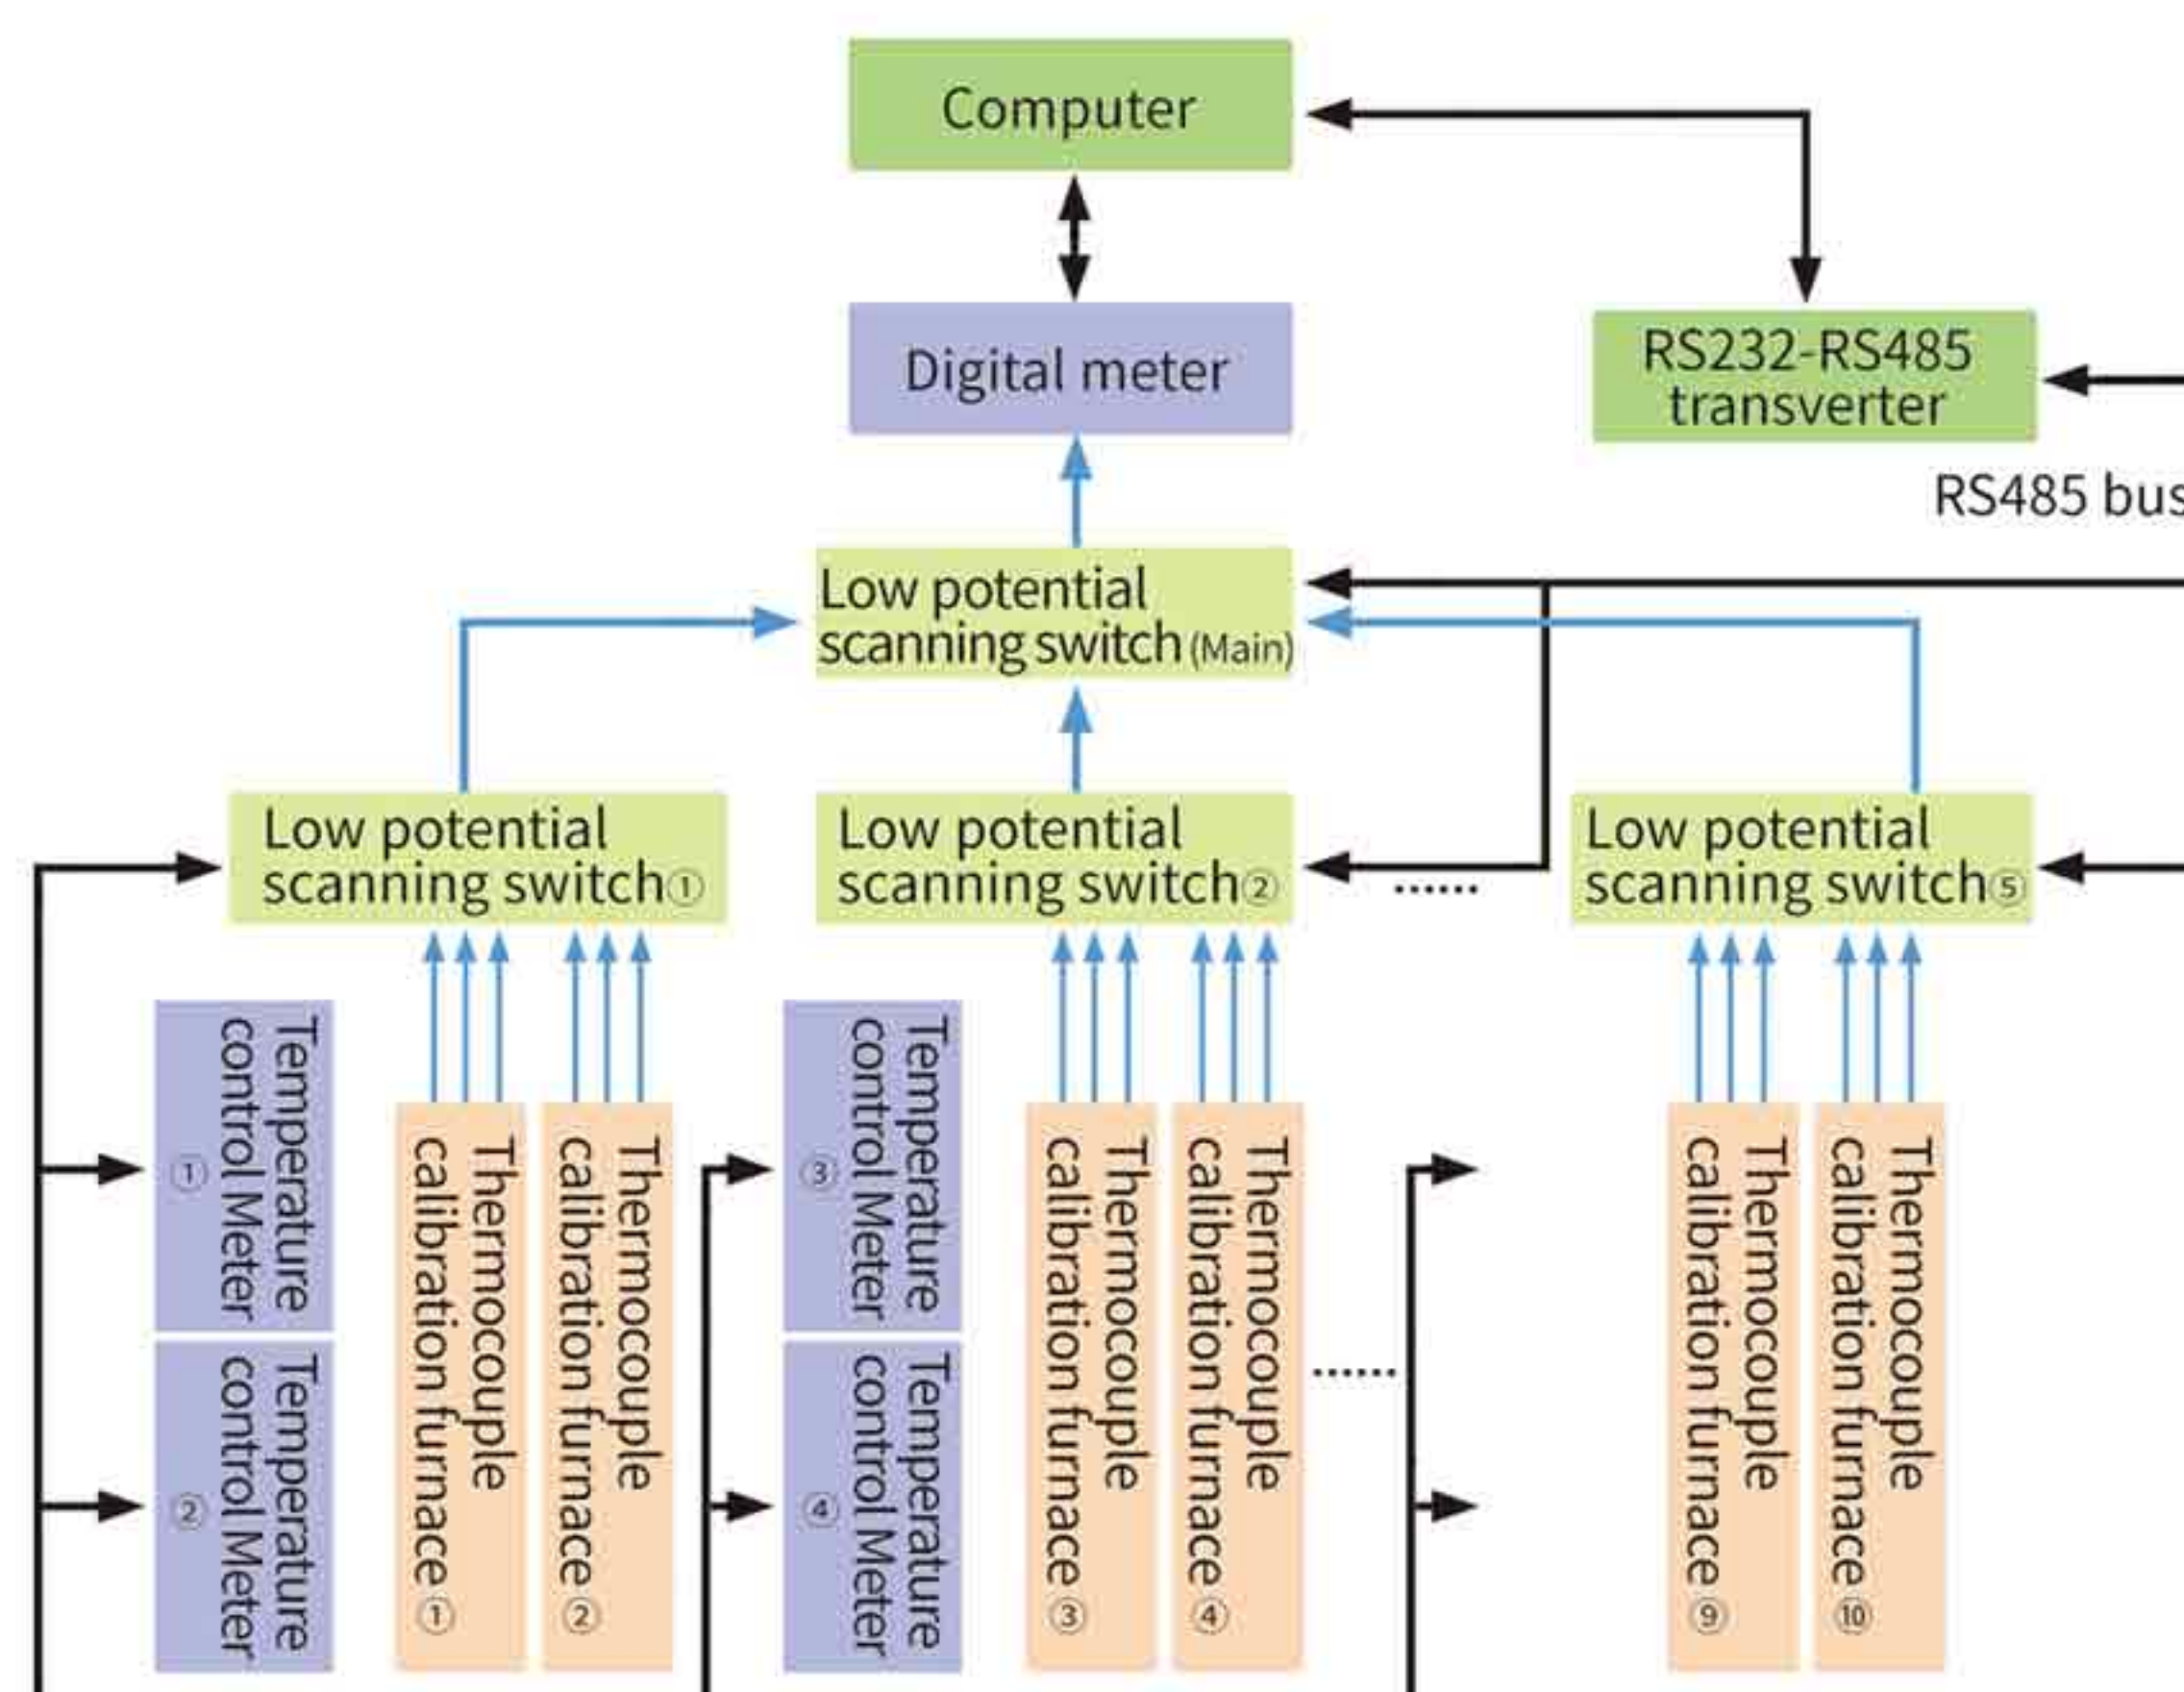 Computer
Digital meter
RS232-RS485
transverter
RS485 bus
Low potential
scanning switch (Main)
Low potential
scanning switch①
Low potential
scanning switch②
......
Low potential
scanning switch⑤
Temperature
control Meter
①
Temperature
control Meter
②
Thermocouple
calibration furnace ①
Thermocouple
calibration furnace ②
Temperature
control Meter
③
Temperature
control Meter
④
Thermocouple
calibration furnace ③
Thermocouple
calibration furnace ④
......
Thermocouple
calibration furnace ⑨
Thermocouple
calibration furnace ⑩